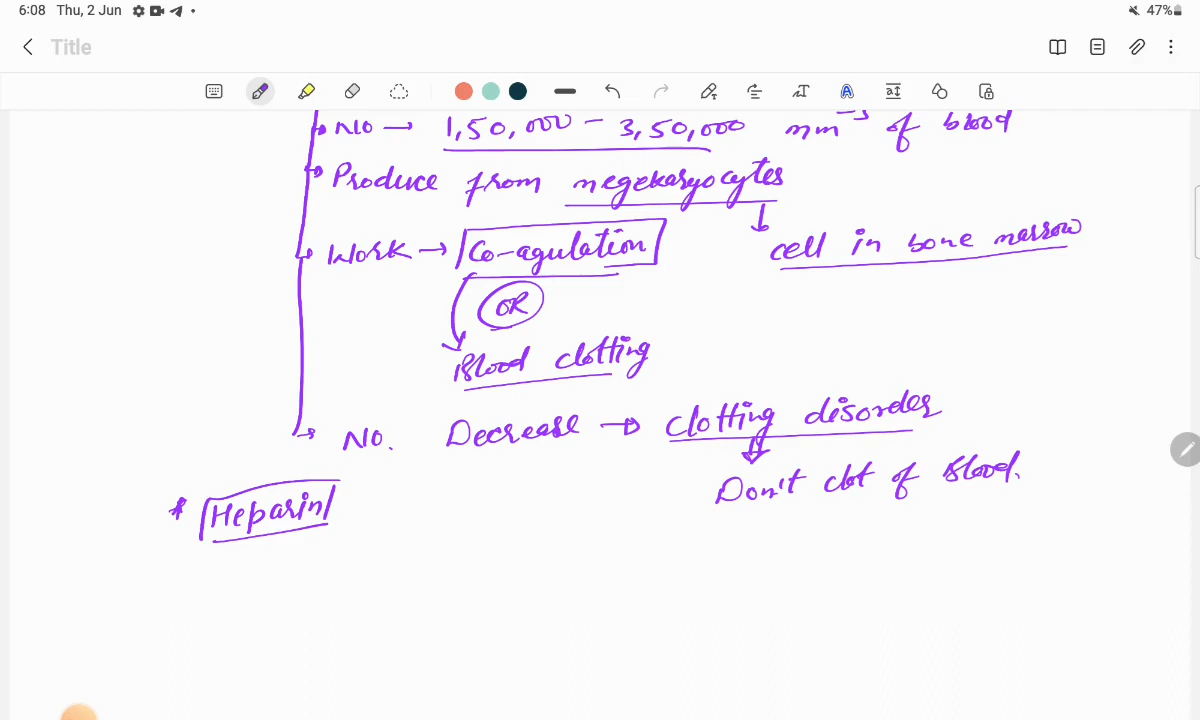 6:08 Thu, 2 Jun 47%
Title
No → 1,50,000 - 3,50,000 mm⁻³ of blood
Produce from megekaryocytes
cell in bone marrow
Work → Co-agulation
OR
Blood clotting
No. Decrease → clotting disorder
Don't clot of Blood.
* Heparin